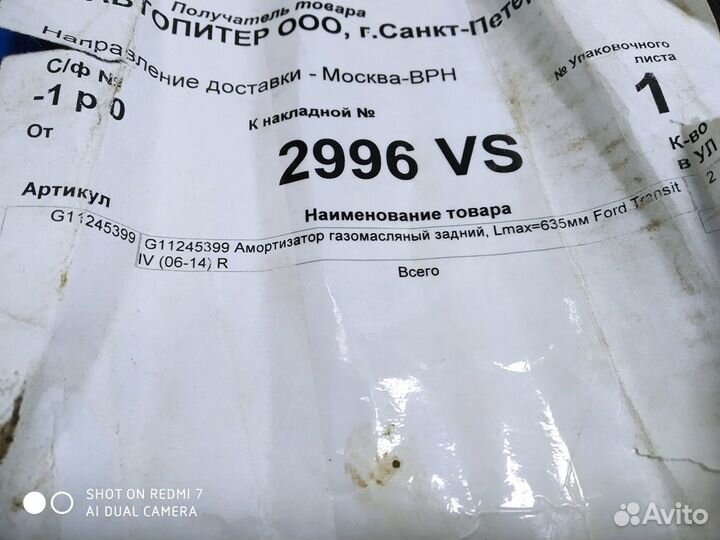 Получатель товара
АВТОПИТЕР ООО, г.Санкт-Петер
Направление доставки - Москва-ВРН
№ Упаковочного
листа
С/ф №
-1 р 0
К накладной №
1
От
2996 VS
К-во
в УЛ
Артикул
Наименование товара
2
G11245399
G11245399 Амортизатор газомасляный задний, Lmax=635мм Ford Transit
IV (06-14) R
Всего
SHOT ON REDMI 7
AI DUAL CAMERA
Avito